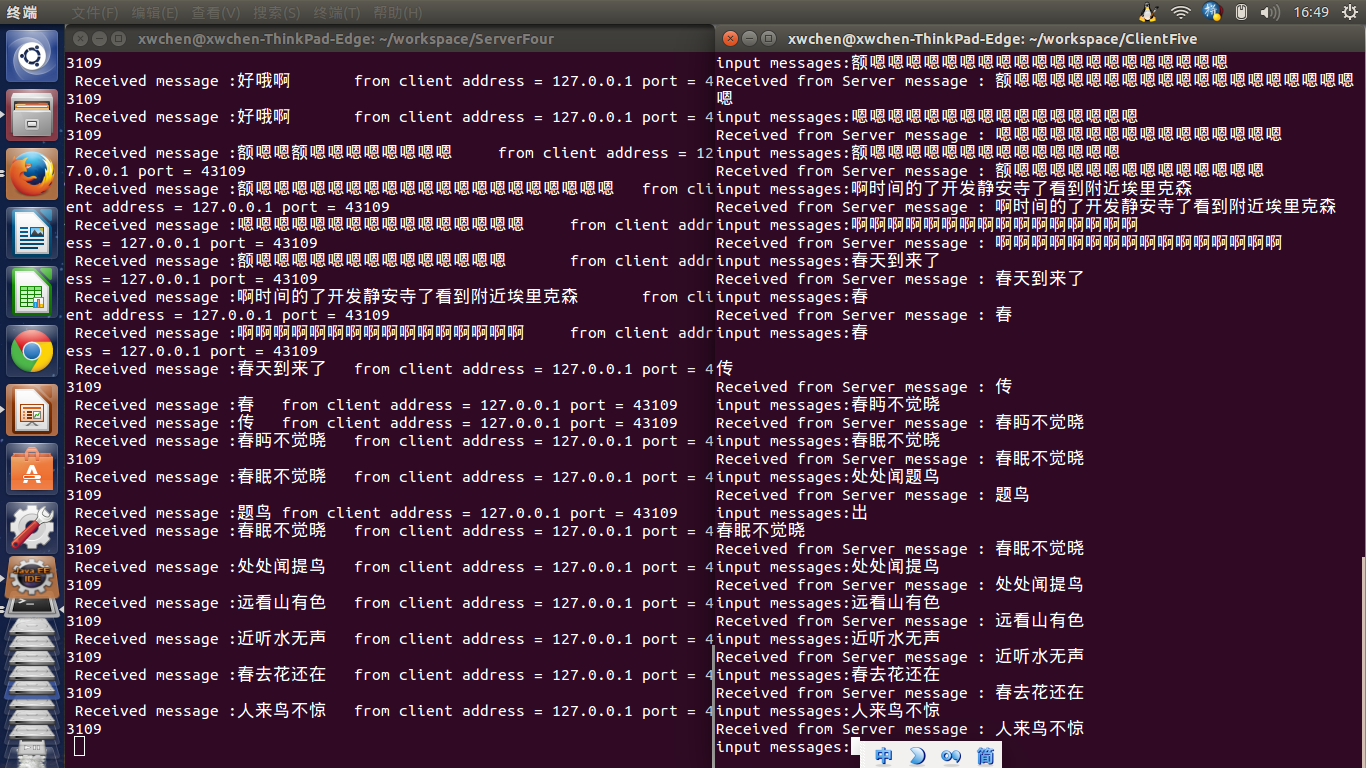 终端 文件(F) 编辑(E) 查看(V) 搜索(S) 终端(T) 帮助(H) 16:49
xwchen@xwchen-ThinkPad-Edge: ~/workspace/ServerFour
3109
Received message :好哦啊 from client address = 127.0.0.1 port = 4
3109
Received message :好哦啊 from client address = 127.0.0.1 port = 4
3109
Received message :额嗯嗯额嗯嗯嗯嗯嗯嗯嗯嗯 from client address = 12
7.0.0.1 port = 43109
Received message :额嗯嗯嗯嗯嗯嗯嗯嗯嗯嗯嗯嗯嗯嗯嗯嗯嗯嗯嗯嗯 from cli
ent address = 127.0.0.1 port = 43109
Received message :嗯嗯嗯嗯嗯嗯嗯嗯嗯嗯嗯嗯嗯嗯嗯嗯 from client addr
ess = 127.0.0.1 port = 43109
Received message :额嗯嗯嗯嗯嗯嗯嗯嗯嗯嗯嗯嗯嗯嗯 from client addr
ess = 127.0.0.1 port = 43109
Received message :啊时间的了开发静安寺了看到附近埃里克森 from cli
ent address = 127.0.0.1 port = 43109
Received message :啊啊啊啊啊啊啊啊啊啊啊啊啊啊啊啊 from client addr
ess = 127.0.0.1 port = 43109
Received message :春天到来了 from client address = 127.0.0.1 port = 4
3109
Received message :春 from client address = 127.0.0.1 port = 43109
Received message :传 from client address = 127.0.0.1 port = 43109
Received message :春眄不觉晓 from client address = 127.0.0.1 port = 4
3109
Received message :春眠不觉晓 from client address = 127.0.0.1 port = 4
3109
Received message :题鸟 from client address = 127.0.0.1 port = 43109
Received message :春眠不觉晓 from client address = 127.0.0.1 port = 4
3109
Received message :处处闻提鸟 from client address = 127.0.0.1 port = 4
3109
Received message :远看山有色 from client address = 127.0.0.1 port = 4
3109
Received message :近听水无声 from client address = 127.0.0.1 port = 4
3109
Received message :春去花还在 from client address = 127.0.0.1 port = 4
3109
Received message :人来鸟不惊 from client address = 127.0.0.1 port = 4
3109
xwchen@xwchen-ThinkPad-Edge: ~/workspace/ClientFive
input messages:额嗯嗯嗯嗯嗯嗯嗯嗯嗯嗯嗯嗯嗯嗯嗯嗯嗯嗯嗯嗯
Received from Server message : 额嗯嗯嗯嗯嗯嗯嗯嗯嗯嗯嗯嗯嗯嗯嗯嗯嗯嗯嗯
嗯
input messages:嗯嗯嗯嗯嗯嗯嗯嗯嗯嗯嗯嗯嗯嗯嗯嗯
Received from Server message : 嗯嗯嗯嗯嗯嗯嗯嗯嗯嗯嗯嗯嗯嗯嗯嗯
input messages:额嗯嗯嗯嗯嗯嗯嗯嗯嗯嗯嗯嗯嗯嗯
Received from Server message : 额嗯嗯嗯嗯嗯嗯嗯嗯嗯嗯嗯嗯嗯嗯
input messages:啊时间的了开发静安寺了看到附近埃里克森
Received from Server message : 啊时间的了开发静安寺了看到附近埃里克森
input messages:啊啊啊啊啊啊啊啊啊啊啊啊啊啊啊啊
Received from Server message : 啊啊啊啊啊啊啊啊啊啊啊啊啊啊啊啊
input messages:春天到来了
Received from Server message : 春天到来了
input messages:春
Received from Server message : 春
input messages:春
传
Received from Server message : 传
input messages:春眄不觉晓
Received from Server message : 春眄不觉晓
input messages:春眠不觉晓
Received from Server message : 春眠不觉晓
input messages:处处闻题鸟
Received from Server message : 题鸟
input messages:出
春眠不觉晓
Received from Server message : 春眠不觉晓
input messages:处处闻提鸟
Received from Server message : 处处闻提鸟
input messages:远看山有色
Received from Server message : 远看山有色
input messages:近听水无声
Received from Server message : 近听水无声
input messages:春去花还在
Received from Server message : 春去花还在
input messages:人来鸟不惊
Received from Server message : 人来鸟不惊
input messages:
中 简
Java EE
IDE